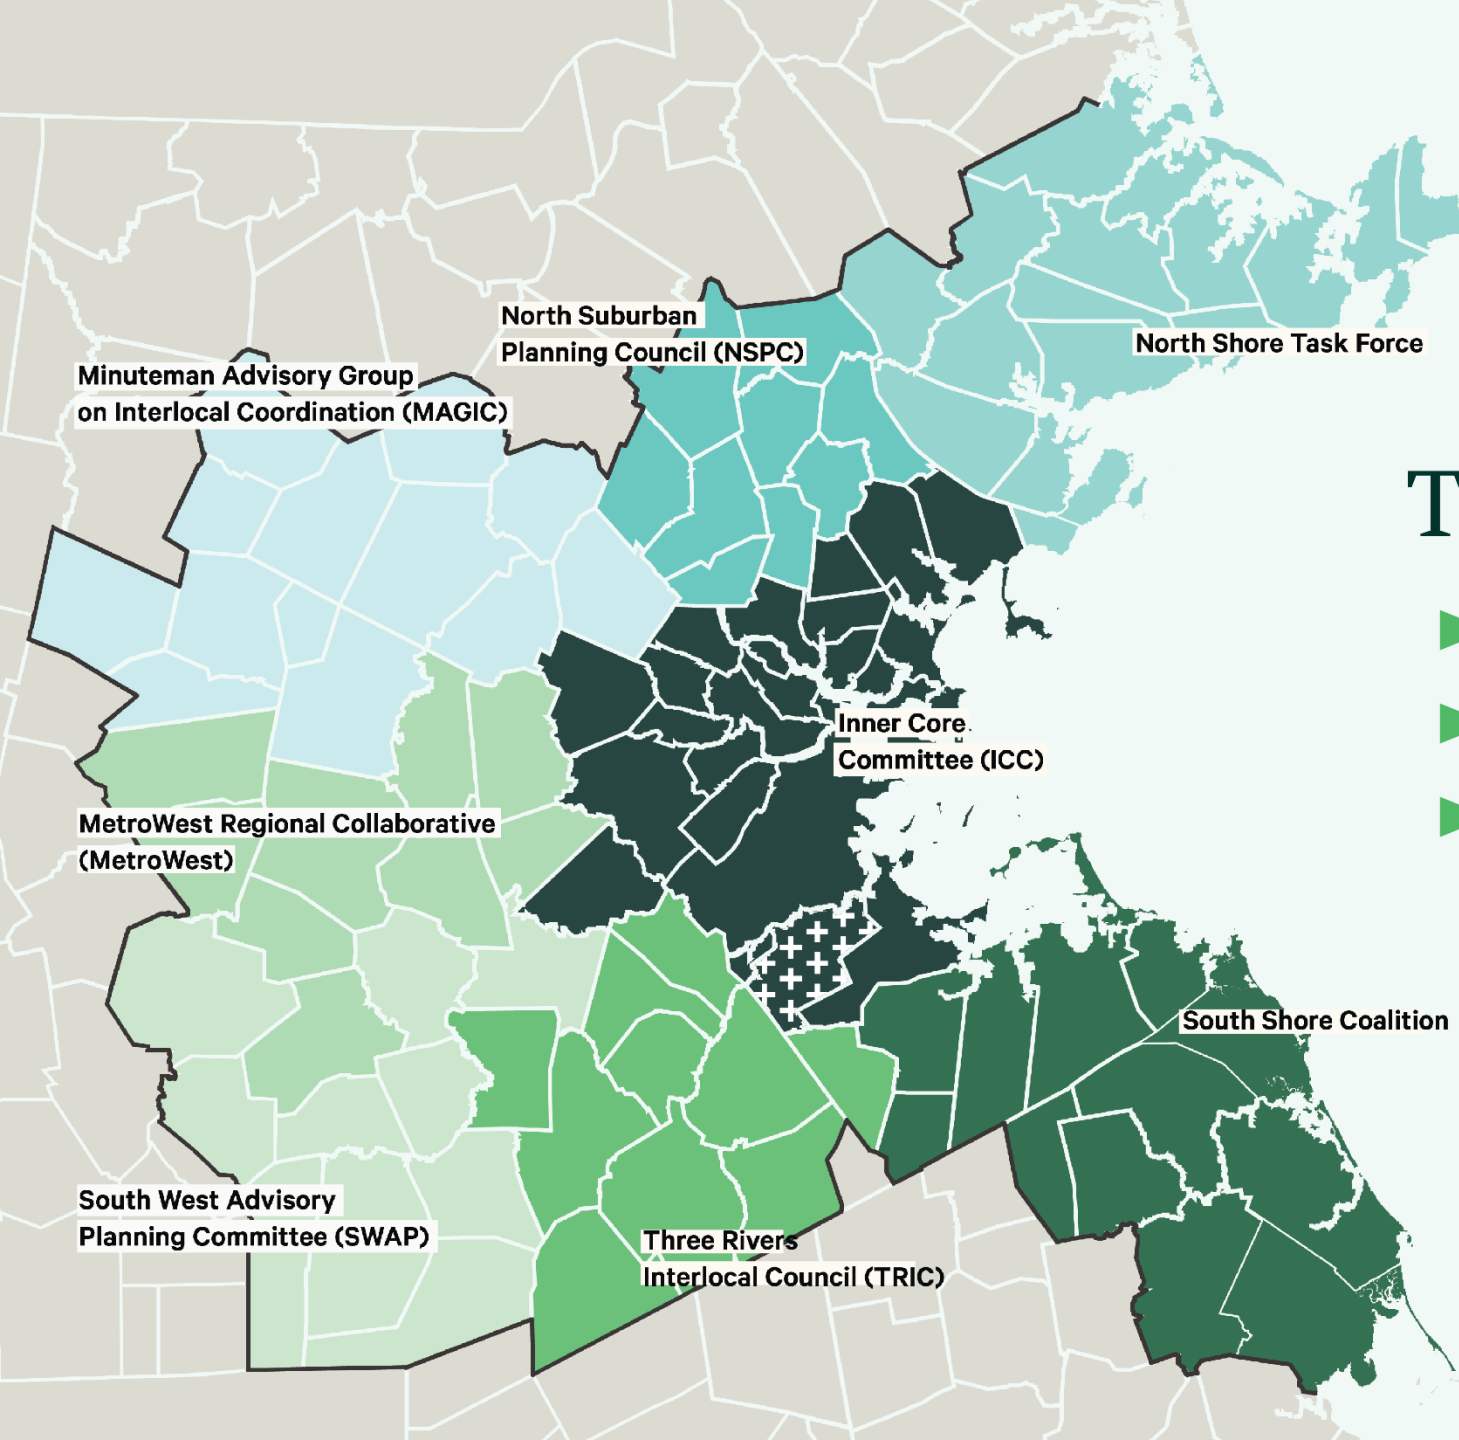 North Suburban
Planning Council (NSPC)
North Shore Task Force
Minuteman Advisory Group
on Interlocal Coordination (MAGIC)
T
Inner Core
Committee (ICC)
MetroWest Regional Collaborative
(MetroWest)
South Shore Coalition
South West Advisory
Planning Committee (SWAP)
Three Rivers
Interlocal Council (TRIC)